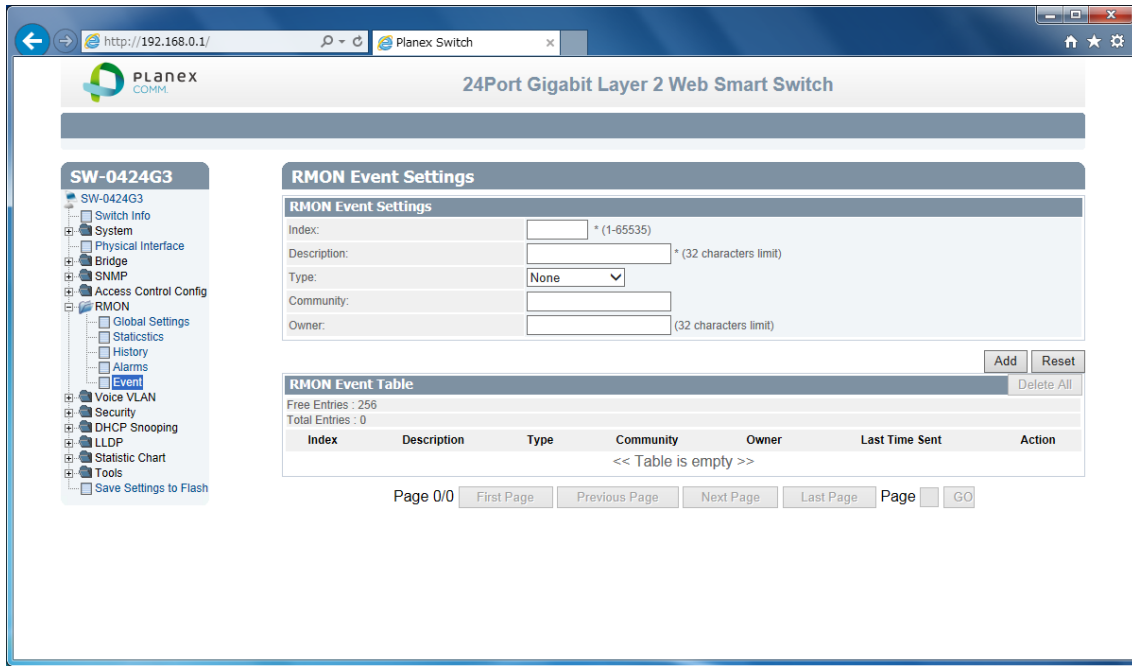 http://192.168.0.1/
Planex Switch
PLANEX
COMM.
24Port Gigabit Layer 2 Web Smart Switch
SW-0424G3
SW-0424G3
Switch Info
System
Physical Interface
Bridge
SNMP
Access Control Config
RMON
Global Settings
Staticstics
History
Alarms
Event
Voice VLAN
Security
DHCP Snooping
LLDP
Statistic Chart
Tools
Save Settings to Flash
RMON Event Settings
RMON Event Settings
Index: * (1-65535)
Description: * (32 characters limit)
Type: None
Community:
Owner: (32 characters limit)
Add Reset
RMON Event Table Delete All
Free Entries : 256
Total Entries : 0
Index Description Type Community Owner Last Time Sent Action
<< Table is empty >>
Page 0/0 First Page Previous Page Next Page Last Page Page GO